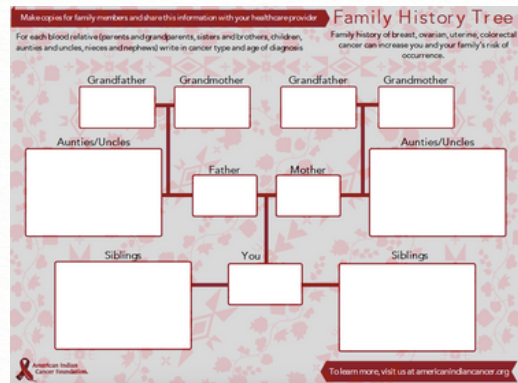 Make copies for family members and share this information with your healthcare provider
Family History Tree
For each blood relative (parents and grandparents, sisters and brothers, children,
aunties and uncles, nieces and nephews) write in cancer type and age of diagnosis
Family history of breast, ovarian, uterine, colorectal
cancer can increase you and your family's risk of
occurrence.
Grandfather
Grandmother
Grandfather
Grandmother
Aunties/Uncles
Father
Mother
Aunties/Uncles
Siblings
You
Siblings
American Indian
Cancer Foundation.
To learn more, visit us at americanindiancancer.org